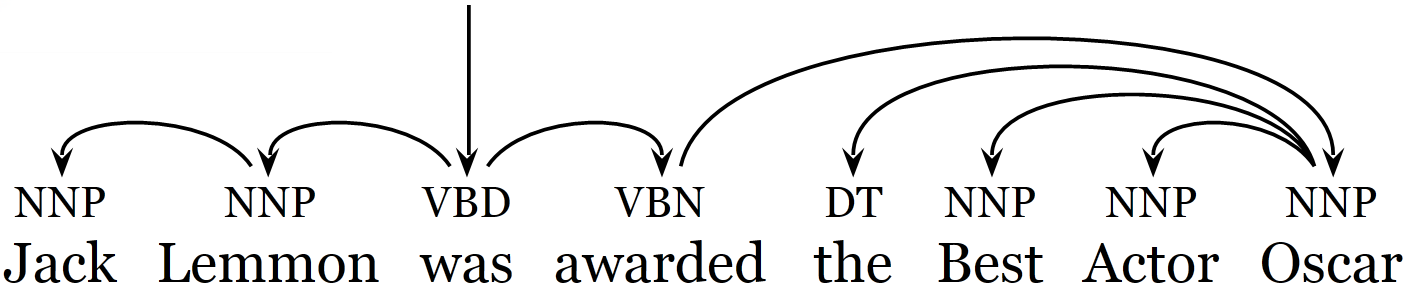 NNP NNP VBD VBN DT NNP NNP NNP
Jack Lemmon was awarded the Best Actor Oscar